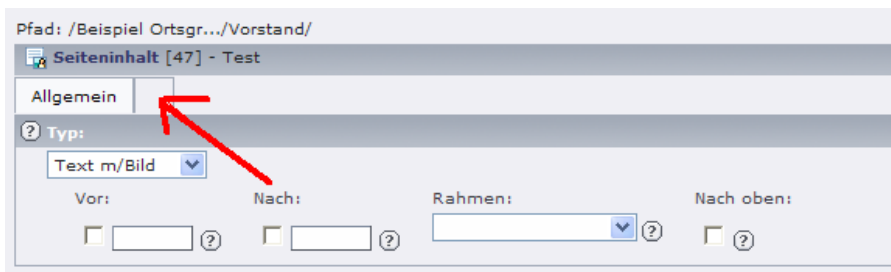 Pfad: /Beispiel Ortsgr.../Vorstand/
Seiteninhalt [47] - Test
Allgemein
? Typ:
Text m/Bild
Vor: Nach: Rahmen: Nach oben:
? ? ? ?